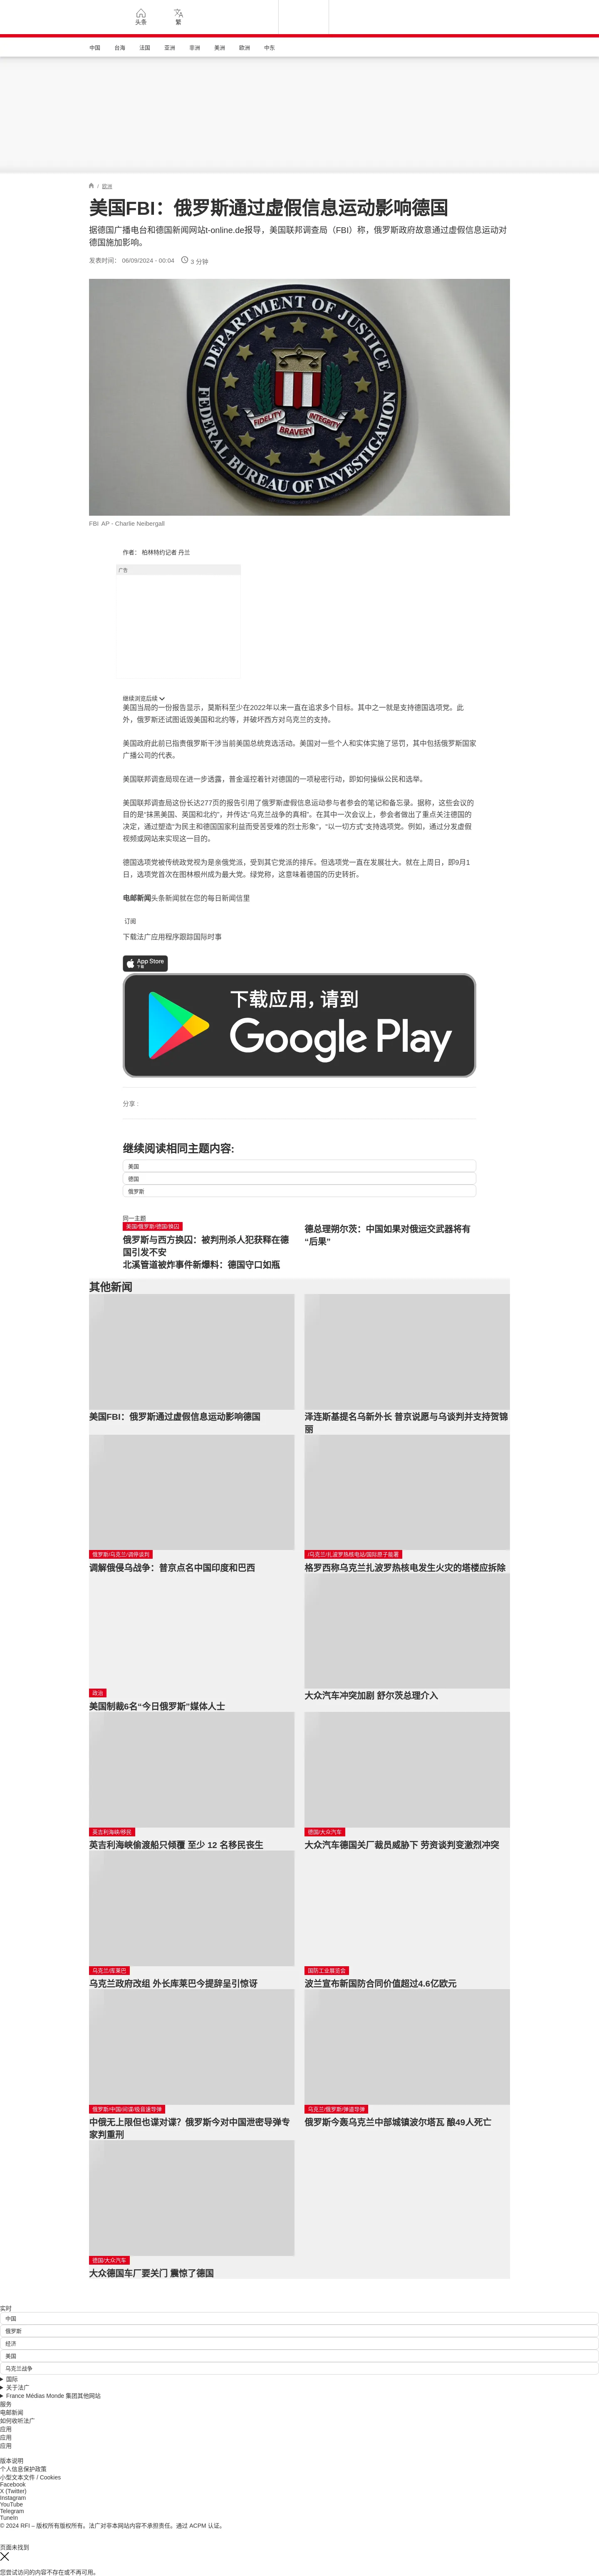 头条
繁
中国 台海 法国 亚洲 非洲 美洲 欧洲 中东
/ 欧洲
美国FBI：俄罗斯通过虚假信息运动影响德国
据德国广播电台和德国新闻网站t-online.de报导，美国联邦调查局（FBI）称，俄罗斯政府故意通过虚假信息运动对
德国施加影响。
发表时间： 06/09/2024 - 00:04 3 分钟
DEPARTMENT OF JUSTICE
FIDELITY BRAVERY INTEGRITY
FEDERAL BUREAU OF INVESTIGATION
FBI AP - Charlie Neibergall
作者： 柏林特约记者 丹兰
广告
继续浏览后续
美国当局的一份报告显示，莫斯科至少在2022年以来一直在追求多个目标。其中之一就是支持德国选项党。此
外，俄罗斯还试图诋毁美国和北约等，并破坏西方对乌克兰的支持。
美国政府此前已指责俄罗斯干涉当前美国总统竞选活动。美国对一些个人和实体实施了惩罚，其中包括俄罗斯国家
广播公司的代表。
美国联邦调查局现在进一步透露，普金遥控着针对德国的一项秘密行动，即如何操纵公民和选举。
美国联邦调查局这份长达277页的报告引用了俄罗斯虚假信息运动参与者参会的笔记和备忘录。据称，这些会议的
目的是“抹黑美国、英国和北约”，并传达“乌克兰战争的真相”。在其中一次会议上，参会者做出了重点关注德国的
决定，通过塑造“为民主和德国国家利益而受苦受难的烈士形象”，“以一切方式”支持选项党。例如，通过分发虚假
视频或网站来实现这一目的。
德国选项党被传统政党视为是亲俄党派，受到其它党派的排斥。但选项党一直在发展壮大。就在上周日，即9月1
日，选项党首次在图林根州成为最大党。绿党称，这意味着德国的历史转折。
电邮新闻头条新闻就在您的每日新闻信里
订阅
下载法广应用程序跟踪国际时事
App Store
下载
下载应用，请到
Google Play
分享 :
继续阅读相同主题内容:
美国
德国
俄罗斯
同一主题
美国/俄罗斯/德国/换囚
俄罗斯与西方换囚：被判刑杀人犯获释在德
国引发不安
德总理朔尔茨：中国如果对俄运交武器将有
“后果”
北溪管道被炸事件新爆料：德国守口如瓶
其他新闻
美国FBI：俄罗斯通过虚假信息运动影响德国
泽连斯基提名乌新外长 普京说愿与乌谈判并支持贺锦
丽
俄罗斯/乌克兰/调停谈判
调解俄侵乌战争：普京点名中国印度和巴西
/乌克兰/扎波罗热核电站/国际原子能署
格罗西称乌克兰扎波罗热核电发生火灾的塔楼应拆除
政治
美国制裁6名“今日俄罗斯”媒体人士
大众汽车冲突加剧 舒尔茨总理介入
英吉利海峡/移民
英吉利海峡偷渡船只倾覆 至少 12 名移民丧生
德国/大众汽车
大众汽车德国关厂裁员威胁下 劳资谈判变激烈冲突
乌克兰/库莱巴
乌克兰政府改组 外长库莱巴今提辞呈引惊讶
国防工业展览会
波兰宣布新国防合同价值超过4.6亿欧元
俄罗斯/中国/间谍/极音速导弹
中俄无上限但也谍对谍？俄罗斯今对中国泄密导弹专
家判重刑
乌克兰/俄罗斯/弹道导弹
俄罗斯今轰乌克兰中部城镇波尔塔瓦 酿49人死亡
德国/大众汽车
大众德国车厂要关门 震惊了德国
实时
中国
俄罗斯
经济
美国
乌克兰战争
国际
关于法广
France Médias Monde 集团其他网站
服务
电邮新闻
如何收听法广
应用
应用
应用
版本说明
个人信息保护政策
小型文本文件 / Cookies
Facebook
X (Twitter)
Instagram
YouTube
Telegram
TuneIn
© 2024 RFI – 版权所有版权所有。法广对非本网站内容不承担责任。通过 ACPM 认证。
页面未找到
您尝试访问的内容不存在或不再可用。